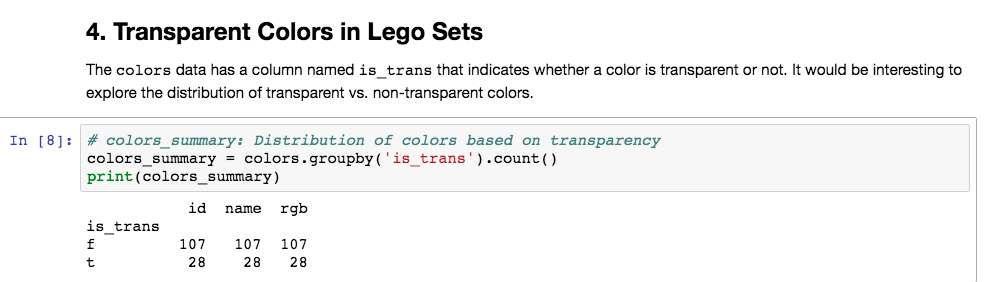 4. Transparent Colors in Lego Sets
The colors data has a column named is_trans that indicates whether a color is transparent or not. It would be interesting to
explore the distribution of transparent vs. non-transparent colors.
In [8]: # colors_summary: Distribution of colors based on transparency
colors_summary = colors.groupby('is_trans').count()
print(colors_summary)
id name rgb
is_trans
f 107 107 107
t 28 28 28